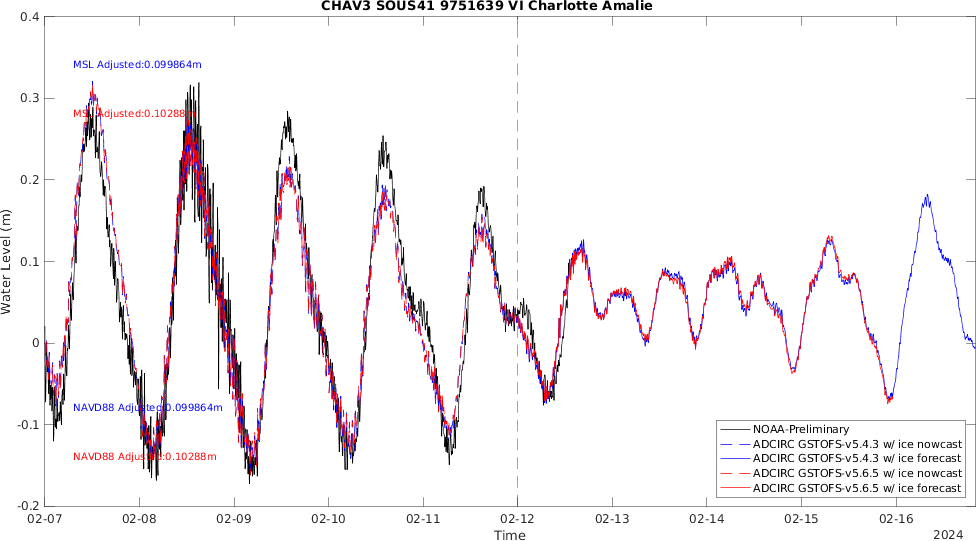 CHAV3 SOUS41 9751639 VI Charlotte Amalie
0.4
0.3
0.2
0.1
0
-0.1
-0.2
Water Level (m)
MSL Adjusted:0.099864m
MSL Adjusted:0.10288m
NAVD88 Adjusted:0.099864m
NAVD88 Adjusted:0.10288m
NOAA-Preliminary
ADCIRC GSTOFS-v5.4.3 w/ ice nowcast
ADCIRC GSTOFS-v5.4.3 w/ ice forecast
ADCIRC GSTOFS-v5.6.5 w/ ice nowcast
ADCIRC GSTOFS-v5.6.5 w/ ice forecast
02-07 02-08 02-09 02-10 02-11 02-12 02-13 02-14 02-15 02-16
Time
2024